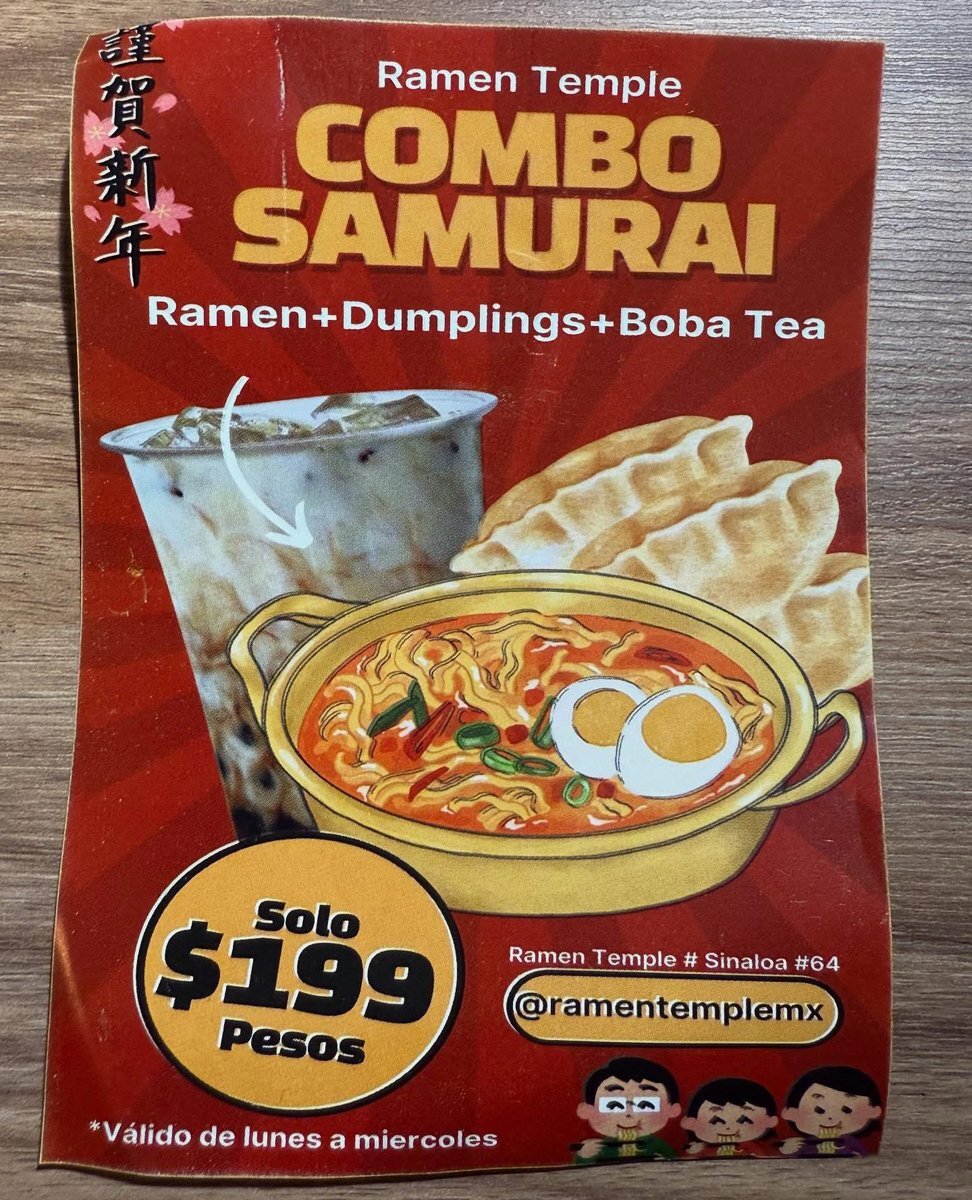 謹賀新年
Ramen Temple
COMBO
SAMURAI
Ramen+Dumplings+Boba Tea
Solo
$199
Pesos
Ramen Temple # Sinaloa #64
@ramentemplemx
*Válido de lunes a miercoles